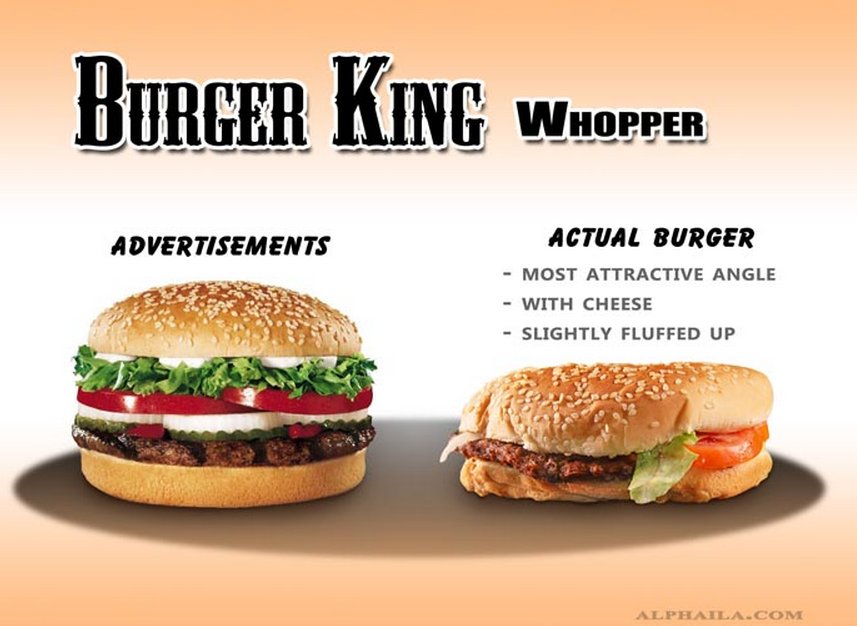 BURGER KING WHOPPER
ADVERTISEMENTS
ACTUAL BURGER
- MOST ATTRACTIVE ANGLE
- WITH CHEESE
- SLIGHTLY FLUFFED UP
ALPHAILA.COM